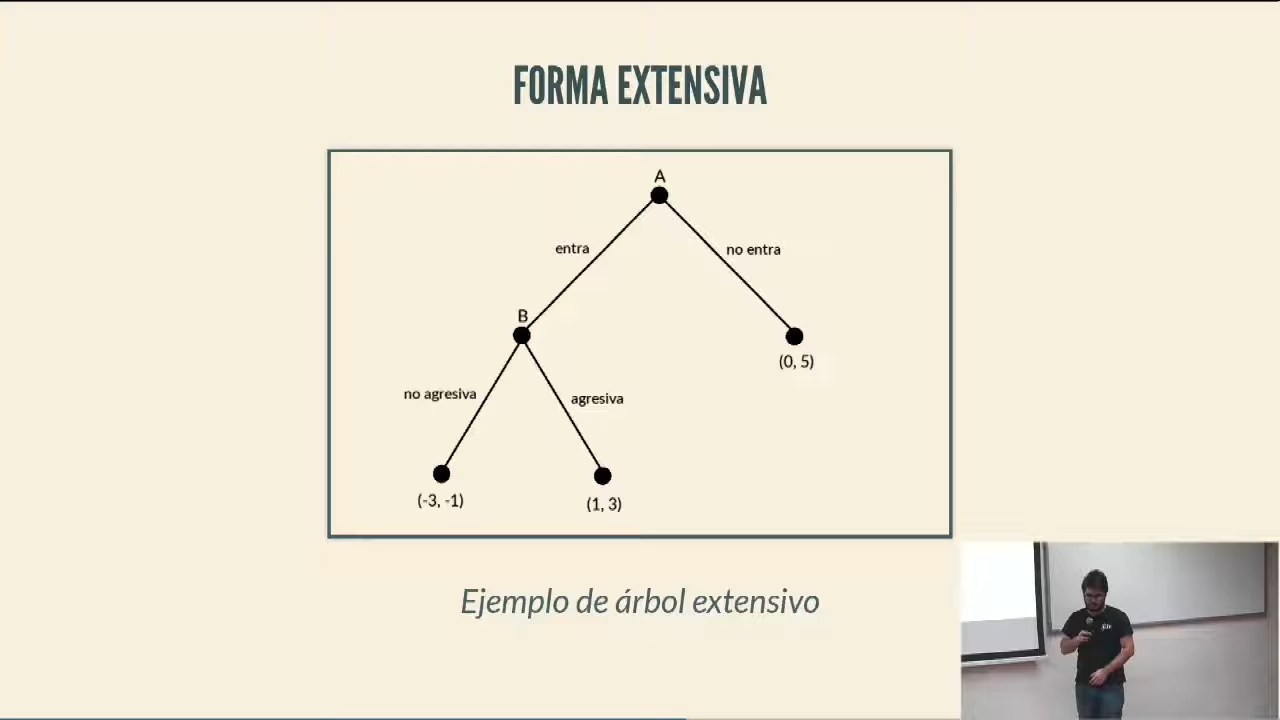 FORMA EXTENSIVA
A
entra
no entra
B
(0, 5)
no agresiva
agresiva
(-3, -1)
(1, 3)
Ejemplo de árbol extensivo